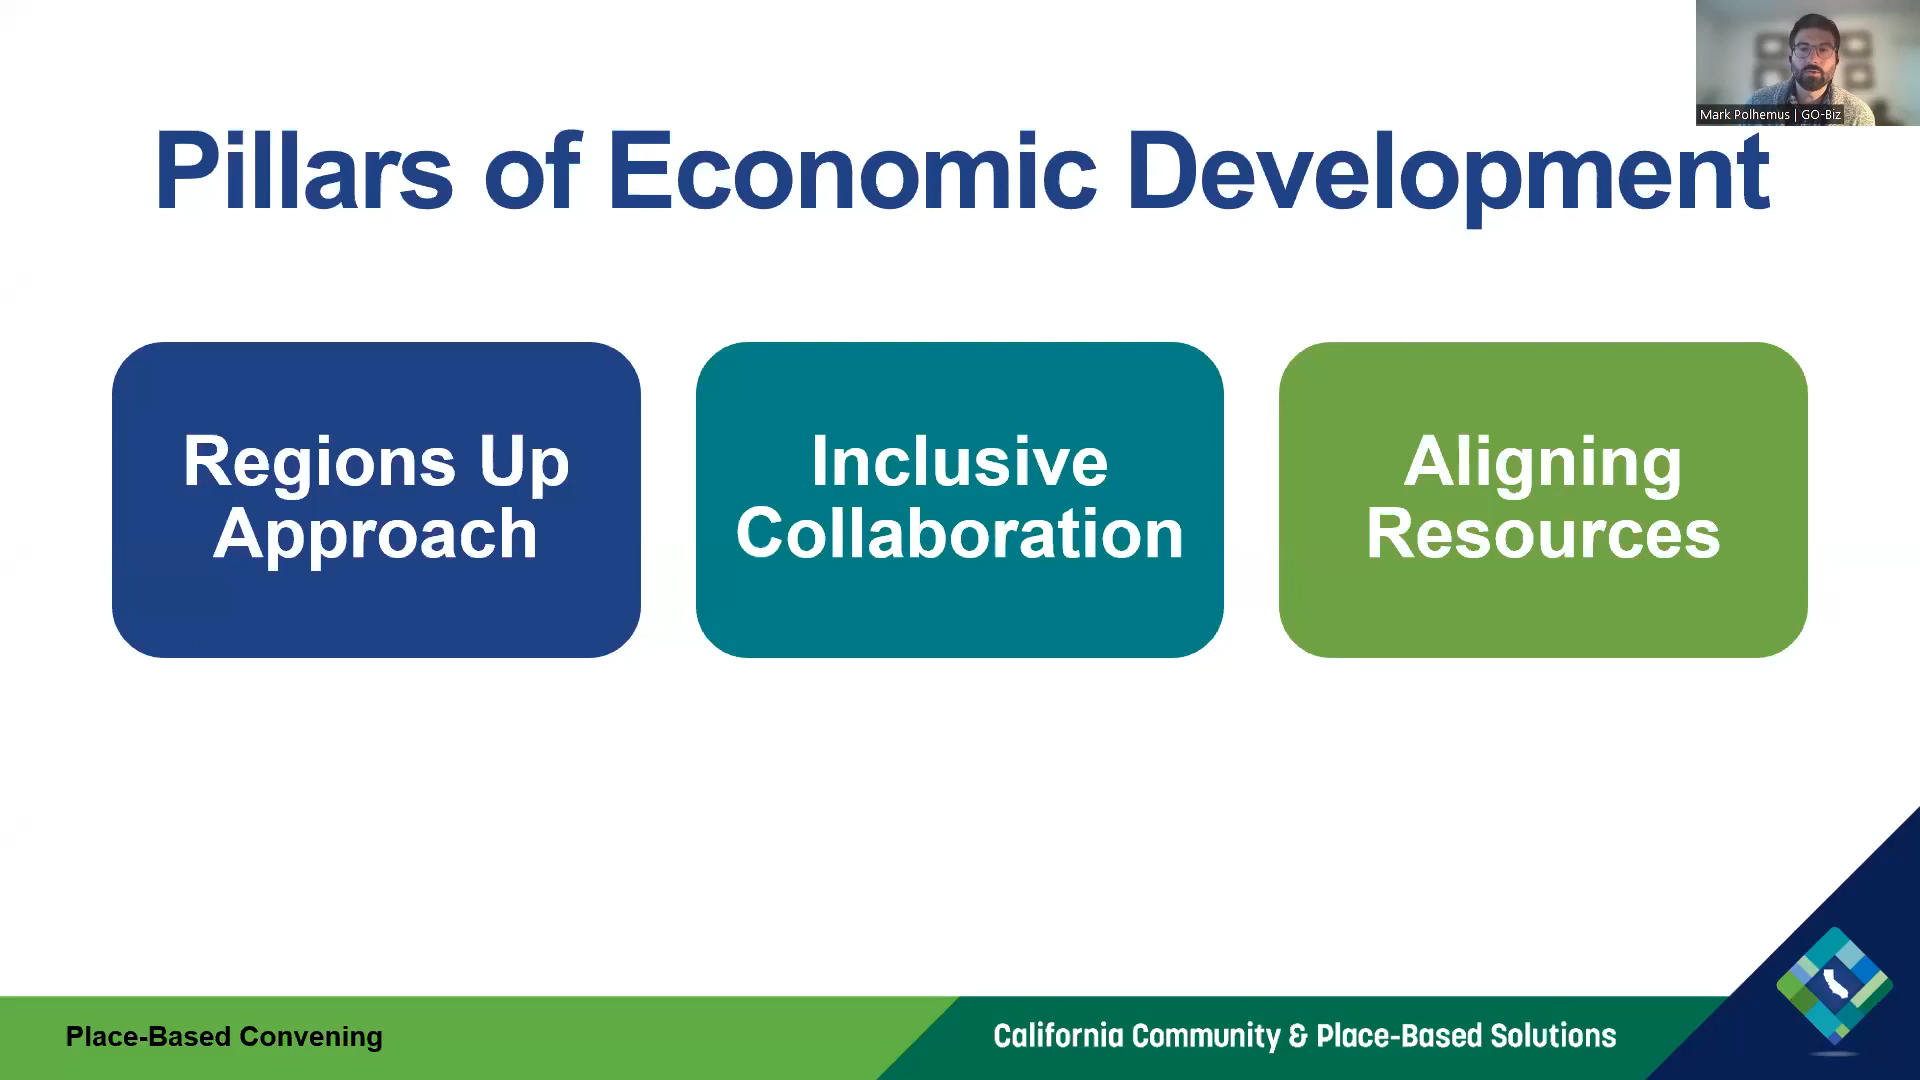 Mark Polhemus | GO-Biz
Pillars of Economic Development
Regions Up
Approach
Inclusive
Collaboration
Aligning
Resources
Place-Based Convening
California Community & Place-Based Solutions